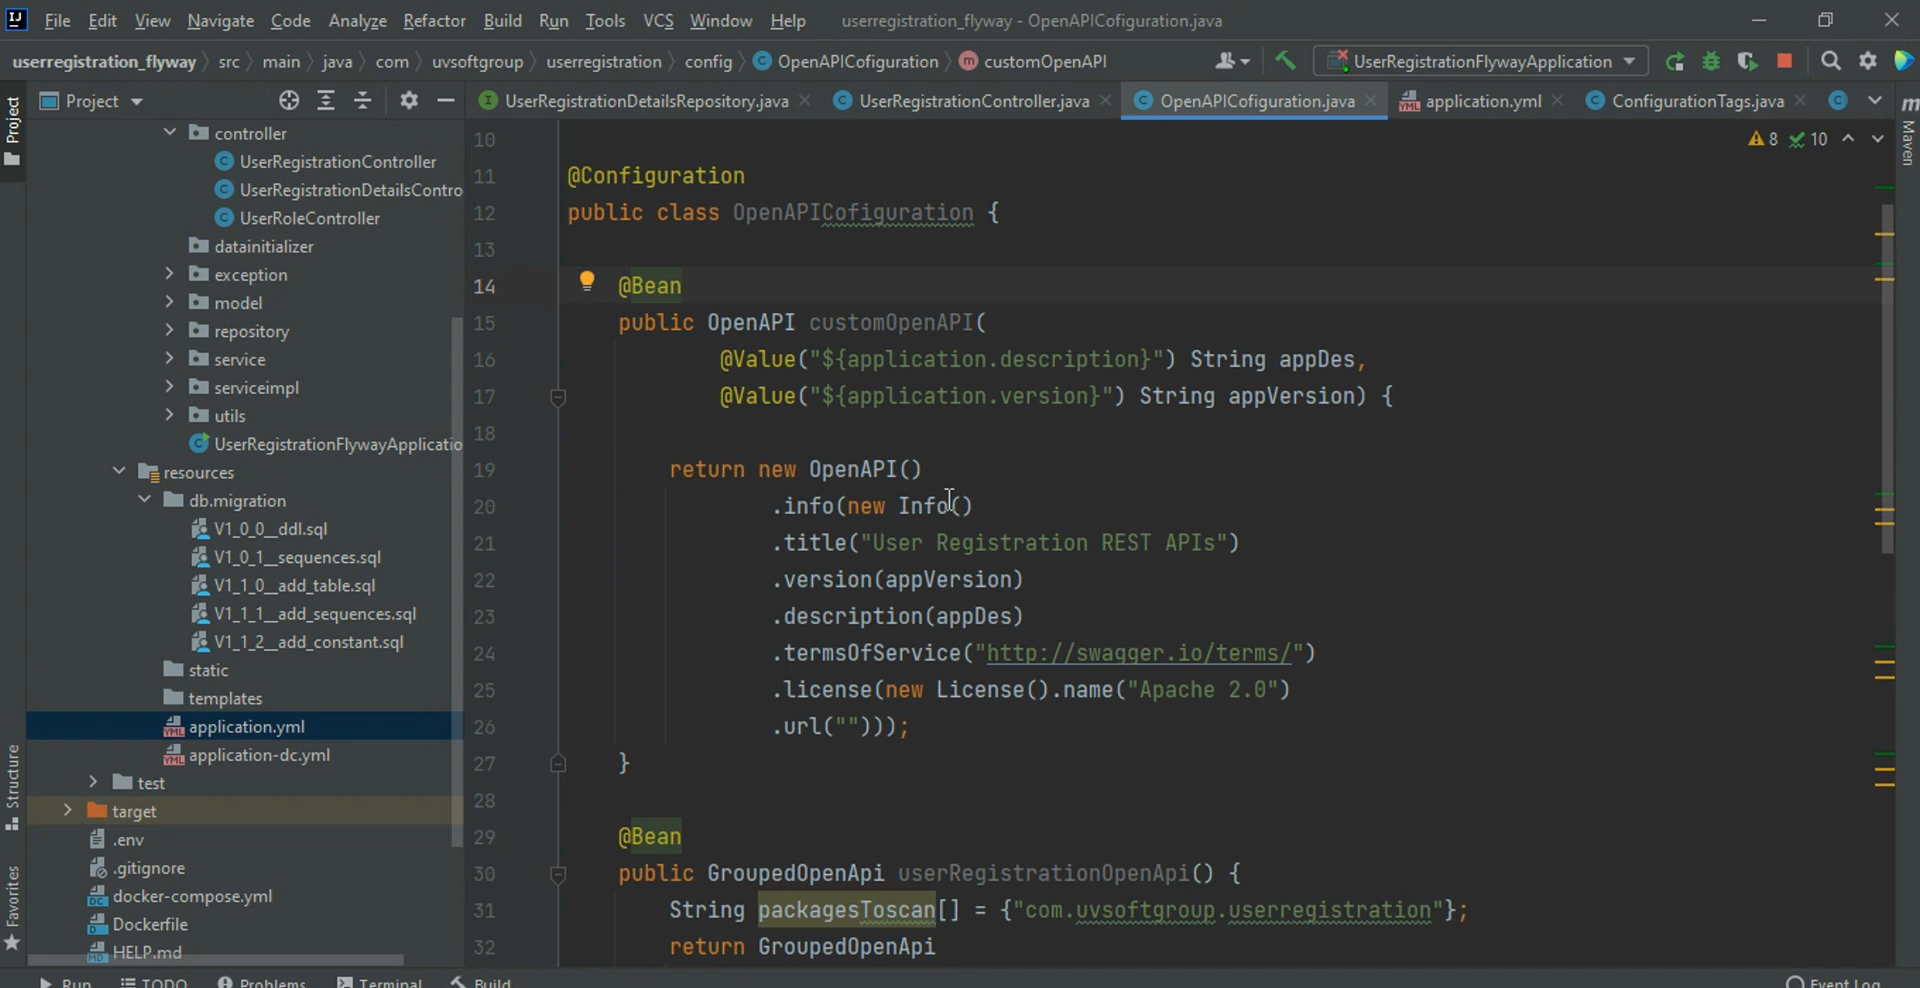 File Edit View Navigate Code Analyze Refactor Build Run Tools VCS Window Help userregistration_flyway - OpenAPICofiguration.java
userregistration_flyway src main java com uvsoftgroup userregistration config OpenAPICofiguration customOpenAPI UserRegistrationFlywayApplication
Project
UserRegistrationDetailsRepository.java UserRegistrationController.java OpenAPICofiguration.java application.yml ConfigurationTags.java
Project
Structure
Favorites
Maven
controller
UserRegistrationController
UserRegistrationDetailsContro
UserRoleController
datainitializer
exception
model
repository
service
serviceimpl
utils
UserRegistrationFlywayApplicatio
resources
db.migration
V1_0_0__ddl.sql
V1_0_1__sequences.sql
V1_1_0__add_table.sql
V1_1_1__add_sequences.sql
V1_1_2__add_constant.sql
static
templates
application.yml
application-dc.yml
test
target
.env
.gitignore
docker-compose.yml
Dockerfile
HELP.md
8 10
10
11 @Configuration
12 public class OpenAPICofiguration {
13
14 @Bean
15 public OpenAPI customOpenAPI(
16 @Value("${application.description}") String appDes,
17 @Value("${application.version}") String appVersion) {
18
19 return new OpenAPI()
20 .info(new Info()
21 .title("User Registration REST APIs")
22 .version(appVersion)
23 .description(appDes)
24 .termsOfService("http://swagger.io/terms/")
25 .license(new License().name("Apache 2.0")
26 .url("")));
27 }
28
29 @Bean
30 public GroupedOpenApi userRegistrationOpenApi() {
31 String packagesToscan[] = {"com.uvsoftgroup.userregistration"};
32 return GroupedOpenApi
Run TODO Problems Terminal Build Event Log